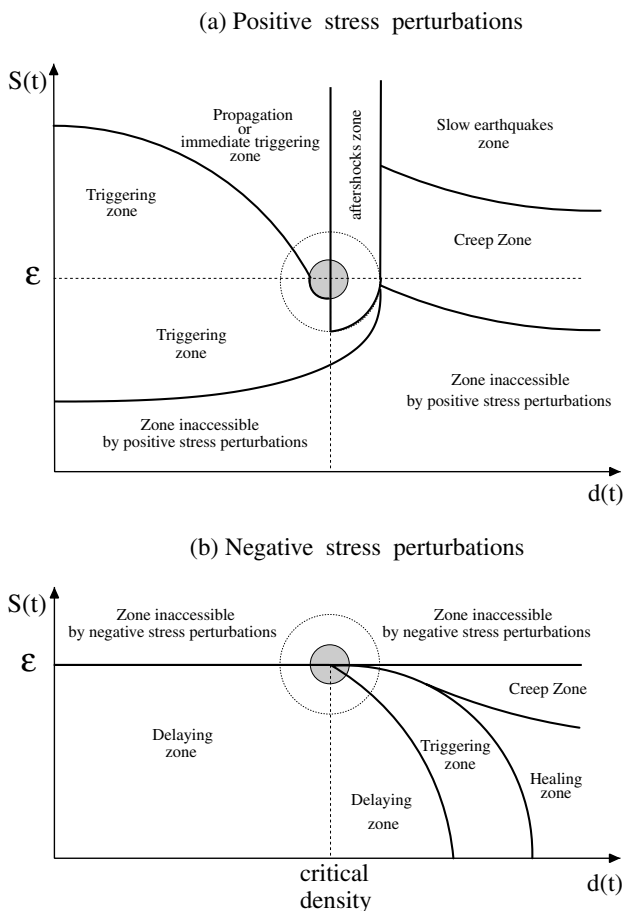 (a) Positive stress perturbations
S(t)
Propagation
or
immediate triggering
zone
aftershocks zone
Slow earthquakes
zone
Triggering
zone
Creep Zone
ε
Triggering
zone
Zone inaccessible
by positive stress perturbations
Zone inaccessible
by positive stress perturbations
d(t)
(b) Negative stress perturbations
S(t)
Zone inaccessible
by negative stress perturbations
Zone inaccessible
by negative stress perturbations
ε
Creep Zone
Delaying
zone
Triggering
zone
Healing
zone
Delaying
zone
critical
density
d(t)